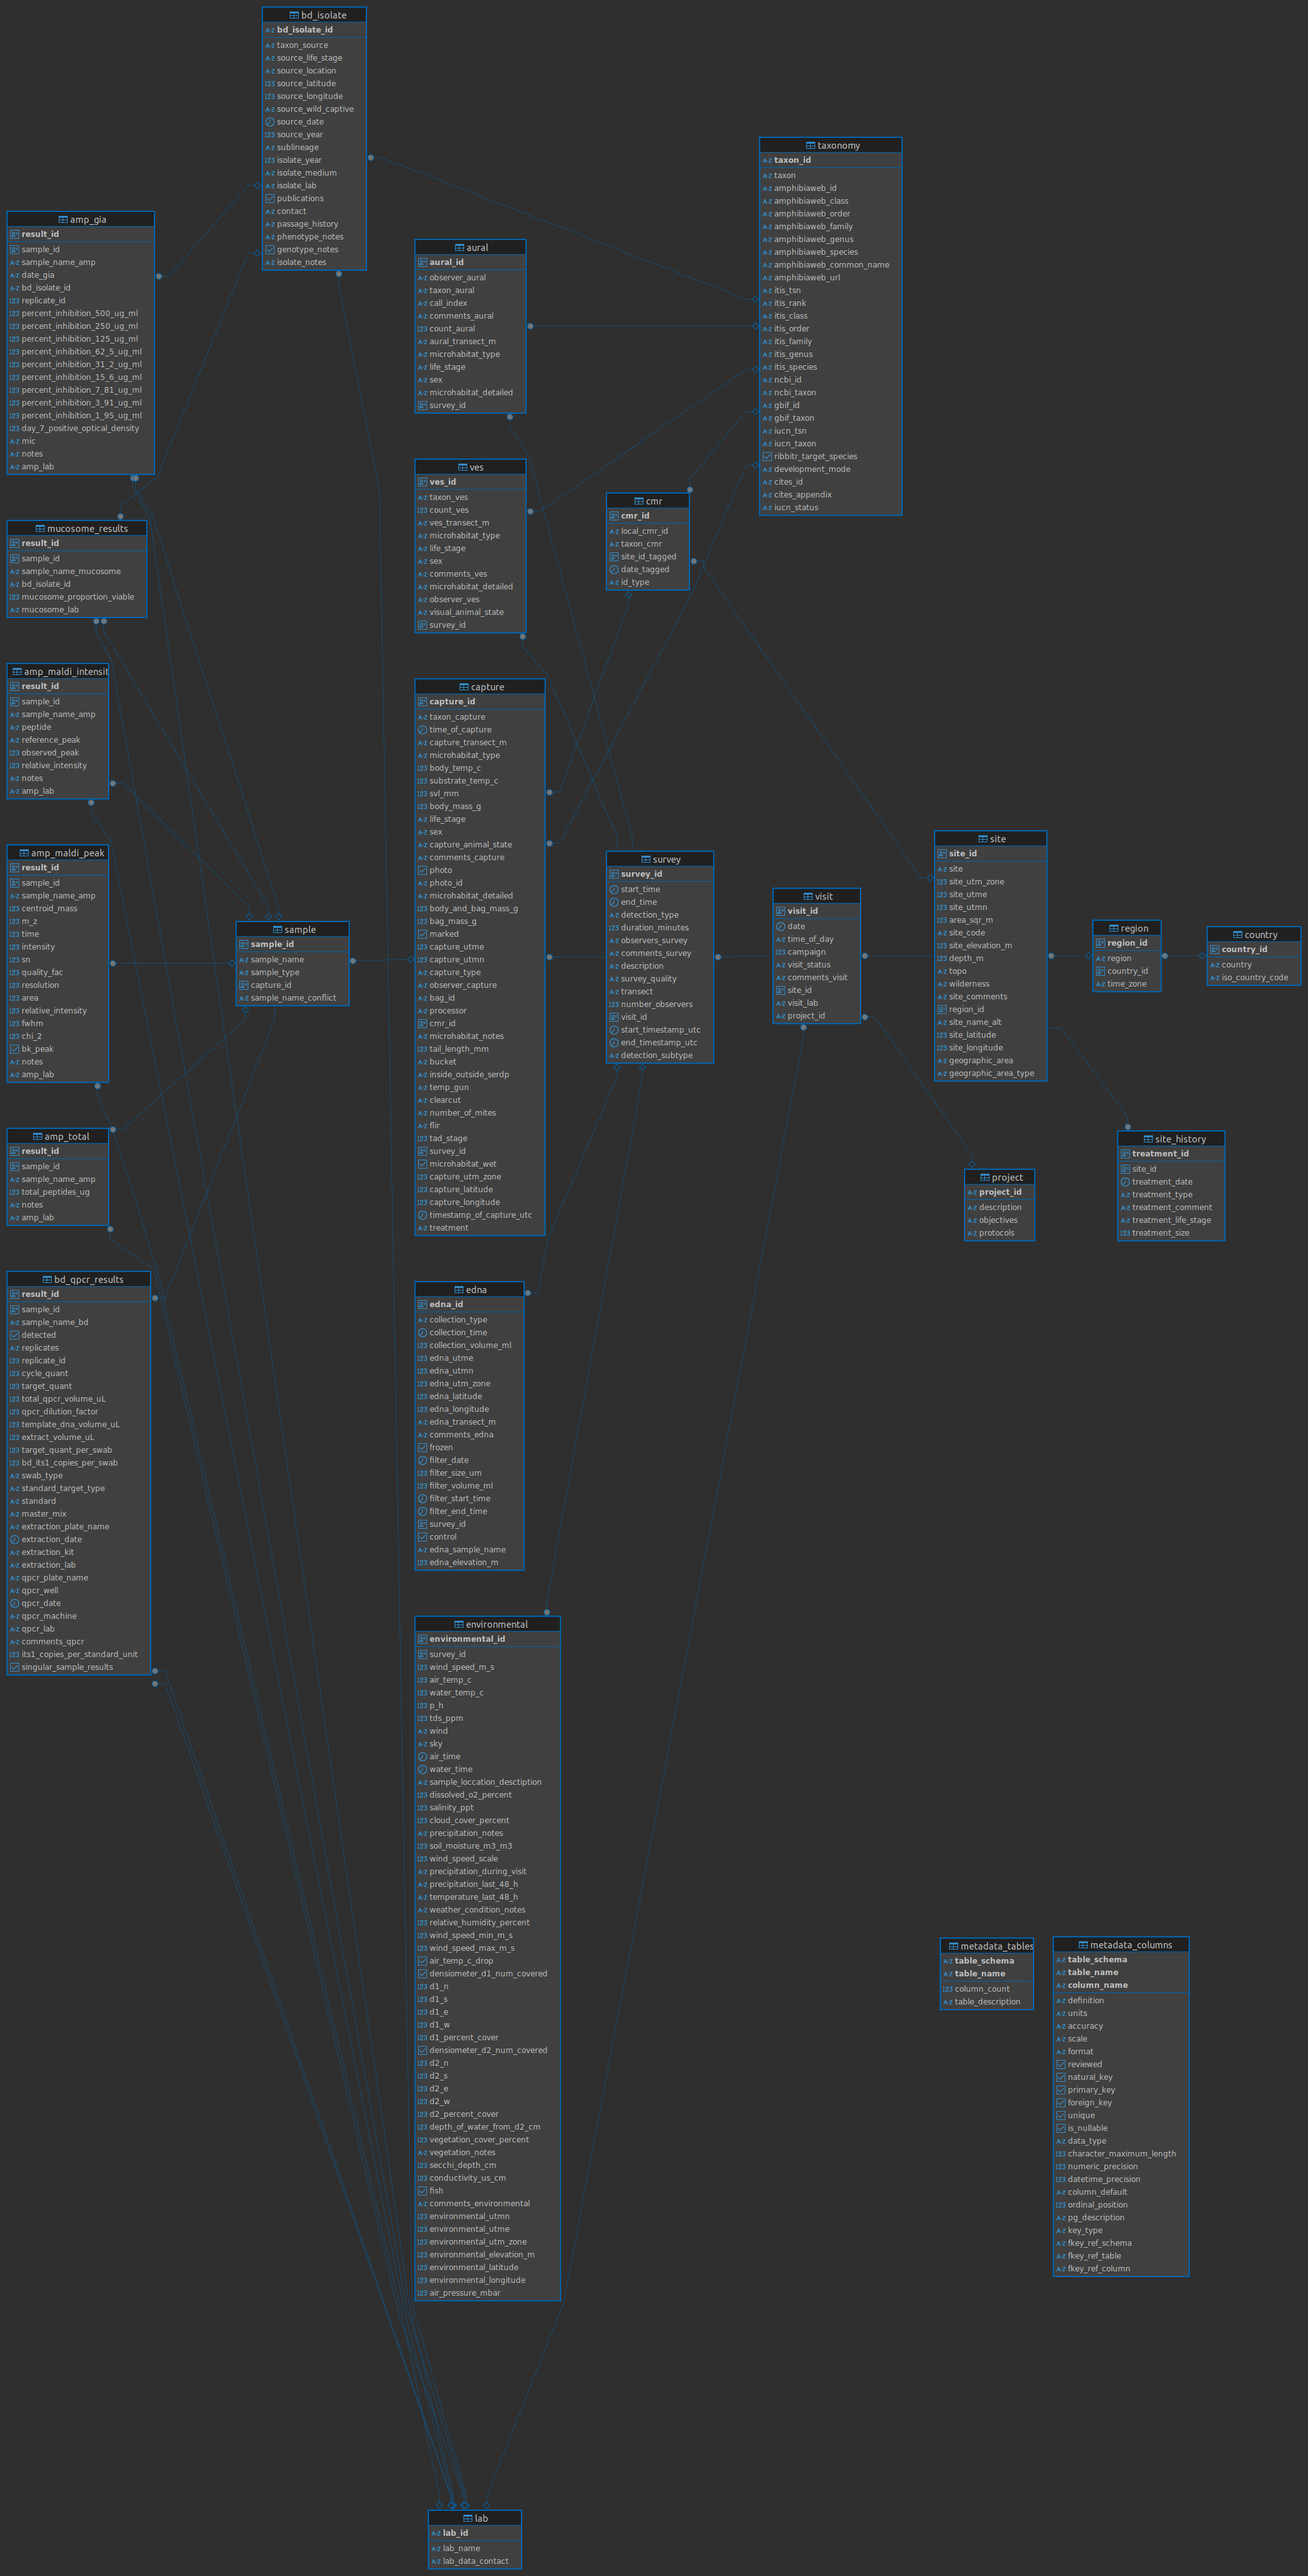 bd_isolate
bd_isolate_id
taxon_source
source_life_stage
source_location
source_latitude
source_longitude
source_wild_captive
source_date
source_year
sublineage
isolate_year
isolate_medium
isolate_lab
publications
contact
passage_history
phenotype_notes
genotype_notes
isolate_notes
taxonomy
taxon_id
taxon
amphibiaweb_id
amphibiaweb_class
amphibiaweb_order
amphibiaweb_family
amphibiaweb_genus
amphibiaweb_species
amphibiaweb_common_name
amphibiaweb_url
itis_tsn
itis_rank
itis_class
itis_order
itis_family
itis_genus
itis_species
ncbi_id
ncbi_taxon
gbif_id
gbif_taxon
iucn_tsn
iucn_taxon
ribbitr_target_species
development_mode
cites_id
cites_appendix
iucn_status
amp_gia
result_id
sample_id
sample_name_amp
date_gia
bd_isolate_id
replicate_id
percent_inhibition_500_ug_ml
percent_inhibition_250_ug_ml
percent_inhibition_125_ug_ml
percent_inhibition_62_5_ug_ml
percent_inhibition_31_2_ug_ml
percent_inhibition_15_6_ug_ml
percent_inhibition_7_81_ug_ml
percent_inhibition_3_91_ug_ml
percent_inhibition_1_95_ug_ml
day_7_positive_optical_density
mic
notes
amp_lab
aural
aural_id
observer_aural
taxon_aural
call_index
comments_aural
count_aural
aural_transect_m
microhabitat_type
life_stage
sex
microhabitat_detailed
survey_id
ves
ves_id
taxon_ves
count_ves
ves_transect_m
microhabitat_type
life_stage
sex
comments_ves
microhabitat_detailed
observer_ves
visual_animal_state
survey_id
cmr
cmr_id
local_cmr_id
taxon_cmr
site_id_tagged
date_tagged
id_type
mucosome_results
result_id
sample_id
sample_name_mucosome
bd_isolate_id
mucosome_proportion_viable
mucosome_lab
amp_maldi_intensit
result_id
sample_id
sample_name_amp
peptide
reference_peak
observed_peak
relative_intensity
notes
amp_lab
capture
capture_id
taxon_capture
time_of_capture
capture_transect_m
microhabitat_type
body_temp_c
substrate_temp_c
svl_mm
body_mass_g
life_stage
sex
capture_animal_state
comments_capture
photo
photo_id
microhabitat_detailed
body_and_bag_mass_g
bag_mass_g
marked
capture_utme
capture_utmn
capture_type
observer_capture
bag_id
processor
cmr_id
microhabitat_notes
tail_length_mm
bucket
inside_outside_serdp
temp_gun
clearcut
number_of_mites
flir
tad_stage
survey_id
microhabitat_wet
capture_utm_zone
capture_latitude
capture_longitude
timestamp_of_capture_utc
treatment
amp_maldi_peak
result_id
sample_id
sample_name_amp
centroid_mass
m_z
time
intensity
sn
quality_fac
resolution
area
relative_intensity
fwhm
chi_2
bk_peak
notes
amp_lab
sample
sample_id
sample_name
sample_type
capture_id
sample_name_conflict
survey
survey_id
start_time
end_time
detection_type
duration_minutes
observers_survey
comments_survey
description
survey_quality
transect
number_observers
visit_id
start_timestamp_utc
end_timestamp_utc
detection_subtype
visit
visit_id
date
time_of_day
campaign
visit_status
comments_visit
site_id
visit_lab
project_id
site
site_id
site
site_utm_zone
site_utme
site_utmn
area_sqr_m
site_code
site_elevation_m
depth_m
topo
wilderness
site_comments
region_id
site_name_alt
site_latitude
site_longitude
geographic_area
geographic_area_type
region
region_id
region
country_id
time_zone
country
country_id
country
iso_country_code
amp_total
result_id
sample_id
sample_name_amp
total_peptides_ug
notes
amp_lab
project
project_id
description
objectives
protocols
site_history
treatment_id
site_id
treatment_date
treatment_type
treatment_comment
treatment_life_stage
treatment_size
bd_qpcr_results
result_id
sample_id
sample_name_bd
detected
replicates
replicate_id
cycle_quant
target_quant
total_qpcr_volume_uL
qpcr_dilution_factor
template_dna_volume_uL
extract_volume_uL
target_quant_per_swab
bd_its1_copies_per_swab
swab_type
standard_target_type
standard
master_mix
extraction_plate_name
extraction_date
extraction_kit
extraction_lab
qpcr_plate_name
qpcr_well
qpcr_date
qpcr_machine
qpcr_lab
comments_qpcr
its1_copies_per_standard_unit
singular_sample_results
edna
edna_id
collection_type
collection_time
collection_volume_ml
edna_utme
edna_utmn
edna_utm_zone
edna_latitude
edna_longitude
edna_transect_m
comments_edna
frozen
filter_date
filter_size_um
filter_volume_ml
filter_start_time
filter_end_time
survey_id
control
edna_sample_name
edna_elevation_m
environmental
environmental_id
survey_id
wind_speed_m_s
air_temp_c
water_temp_c
p_h
tds_ppm
wind
sky
air_time
water_time
sample_loccation_desctiption
dissolved_o2_percent
salinity_ppt
cloud_cover_percent
precipitation_notes
soil_moisture_m3_m3
wind_speed_scale
precipitation_during_visit
precipitation_last_48_h
temperature_last_48_h
weather_condition_notes
relative_humidity_percent
wind_speed_min_m_s
wind_speed_max_m_s
air_temp_c_drop
densiometer_d1_num_covered
d1_n
d1_s
d1_e
d1_w
d1_percent_cover
densiometer_d2_num_covered
d2_n
d2_s
d2_e
d2_w
d2_percent_cover
depth_of_water_from_d2_cm
vegetation_cover_percent
vegetation_notes
secchi_depth_cm
conductivity_us_cm
fish
comments_environmental
environmental_utmn
environmental_utme
environmental_utm_zone
environmental_elevation_m
environmental_latitude
environmental_longitude
air_pressure_mbar
metadata_tables
table_schema
table_name
column_count
table_description
metadata_columns
table_schema
table_name
column_name
definition
units
accuracy
scale
format
reviewed
natural_key
primary_key
foreign_key
unique
is_nullable
data_type
character_maximum_length
numeric_precision
datetime_precision
column_default
ordinal_position
pg_description
key_type
fkey_ref_schema
fkey_ref_table
fkey_ref_column
lab
lab_id
lab_name
lab_data_contact